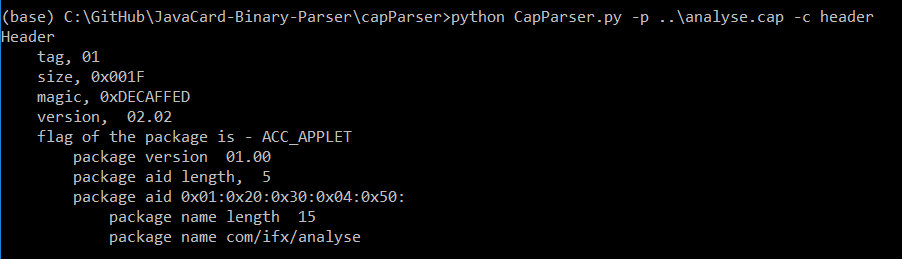 (base) C:\GitHub\JavaCard-Binary-Parser\capParser>python CapParser.py -p ..\analyse.cap -c header
Header
tag, 01
size, 0x001F
magic, 0xDECAFFED
version,  02.02
flag of the package is - ACC_APPLET
package version  01.00
package aid length,  5
package aid 0x01:0x20:0x30:0x04:0x50:
package name length  15
package name com/ifx/analyse